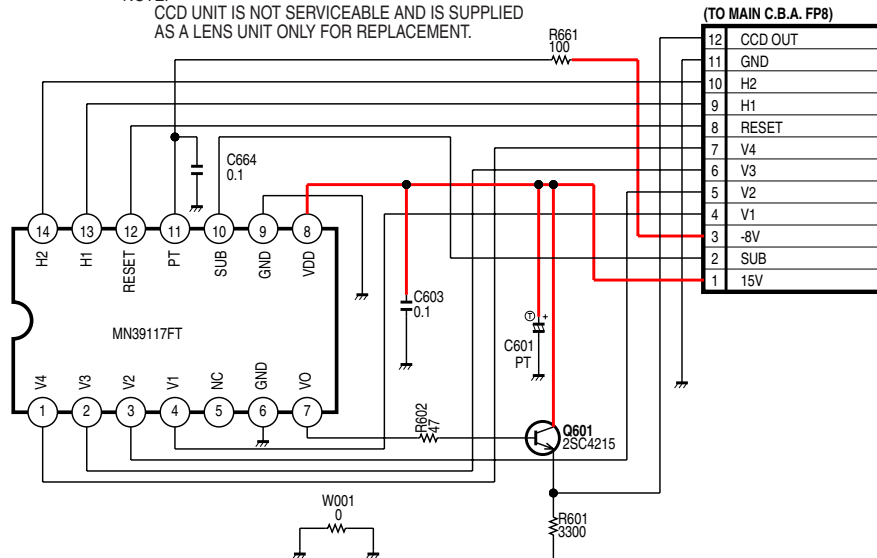 CCD UNIT IS NOT SERVICEABLE AND IS SUPPLIED
AS A LENS UNIT ONLY FOR REPLACEMENT.
(TO MAIN C.B.A. FP8)
12 CCD OUT
11 GND
10 H2
9 H1
8 RESET
7 V4
6 V3
5 V2
4 V1
3 -8V
2 SUB
1 15V
R661
100
C664
0.1
14 13 12 11 10 9 8
H2 H1 RESET PT SUB GND VDD
MN39117FT
C603
0.1
T +
C601
PT
V4 V3 V2 V1 NC GND VO
1 2 3 4 5 6 7
R602
47
Q601
2SC4215
W001
0
R601
3300